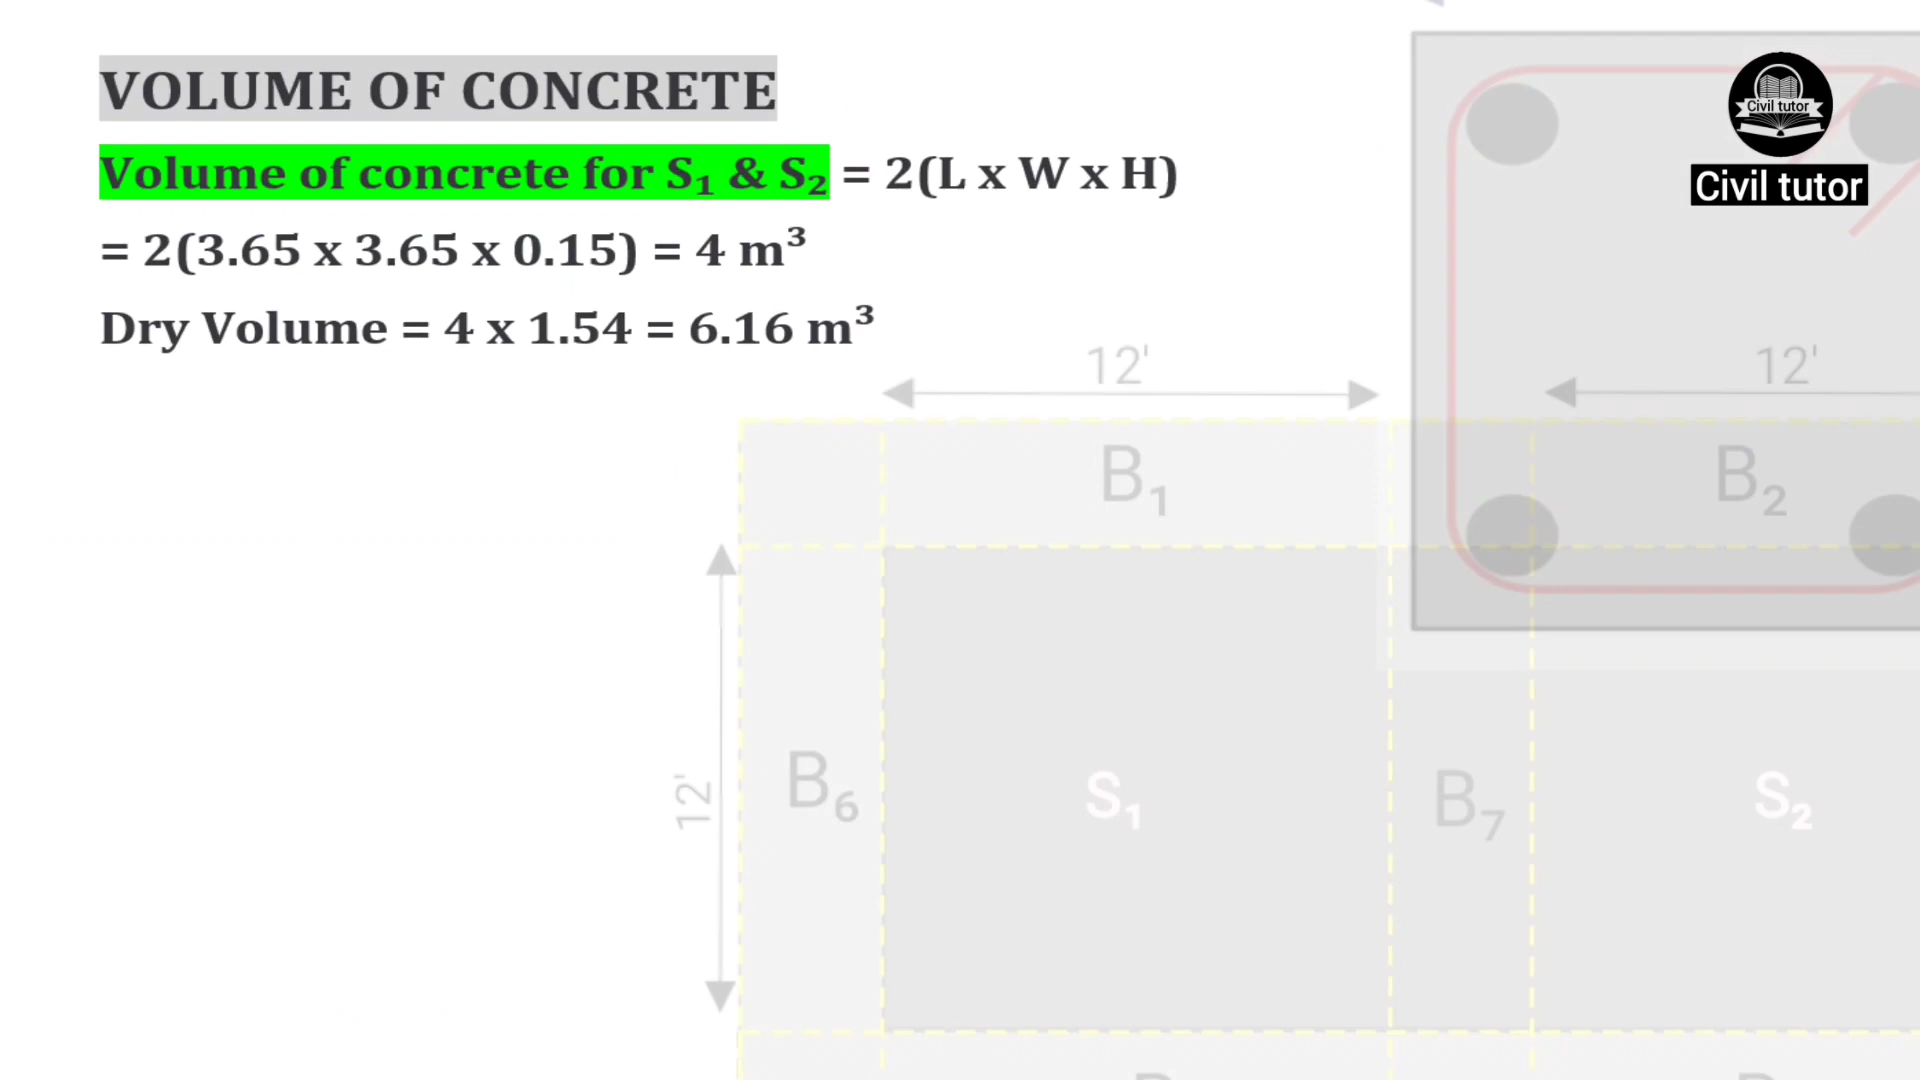 VOLUME OF CONCRETE
Volume of concrete for S₁ & S₂ = 2(L x W x H)
= 2(3.65 x 3.65 x 0.15) = 4 m³
Dry Volume = 4 x 1.54 = 6.16 m³
Civil tutor
Civil tutor
12'
12'
B₁
B₂
12'
B₆
S₁
B₇
S₂